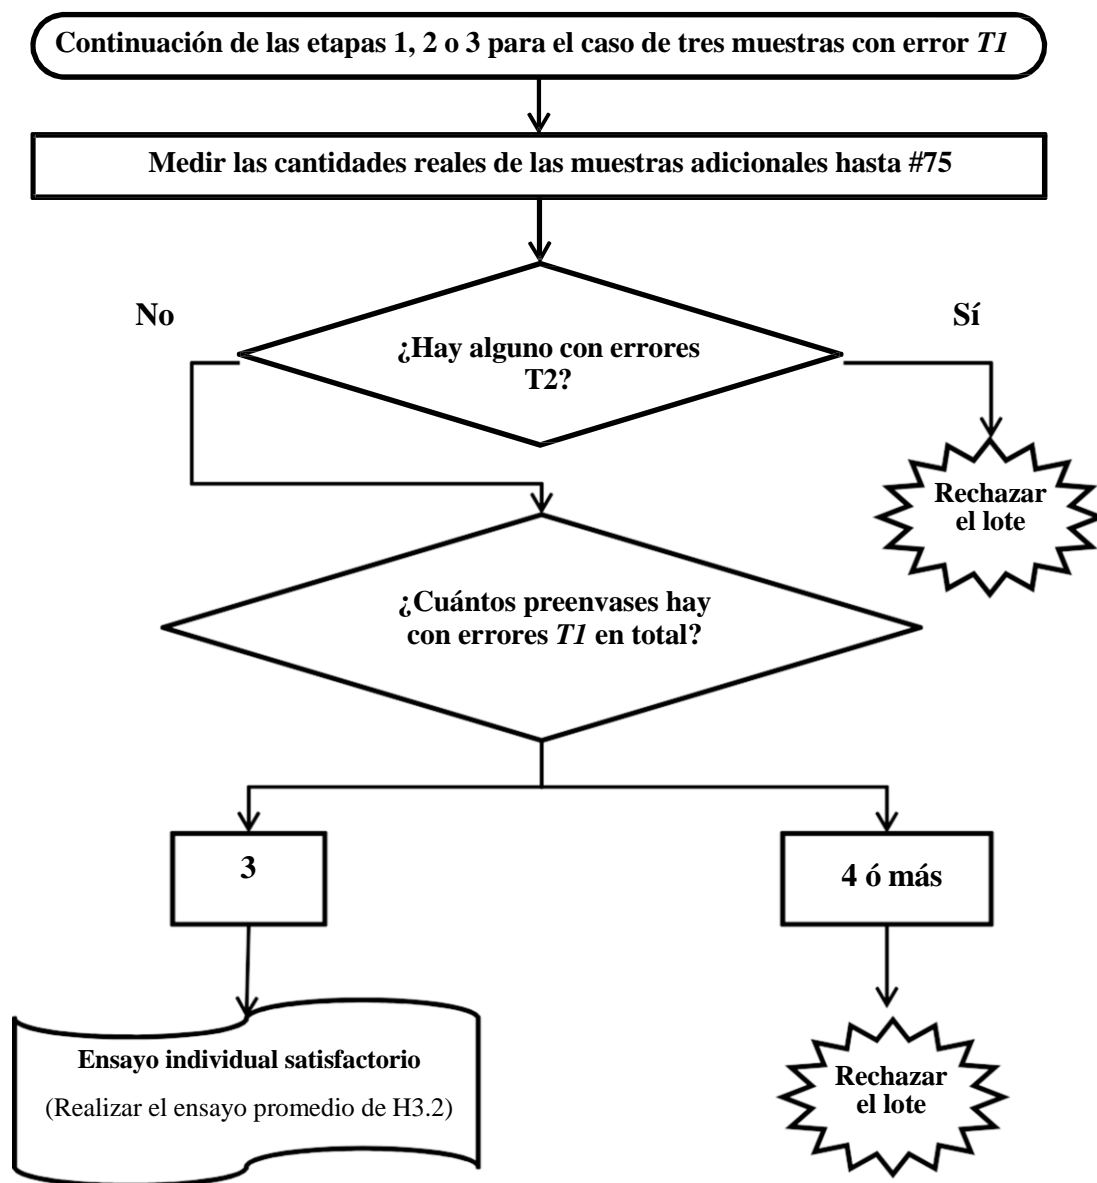 Continuación de las etapas 1, 2 o 3 para el caso de tres muestras con error T1
Medir las cantidades reales de las muestras adicionales hasta #75
No
Sí
¿Hay alguno con errores
T2?
Rechazar
el lote
¿Cuántos preenvases hay
con errores T1 en total?
3
4 ó más
Ensayo individual satisfactorio
(Realizar el ensayo promedio de H3.2)
Rechazar
el lote